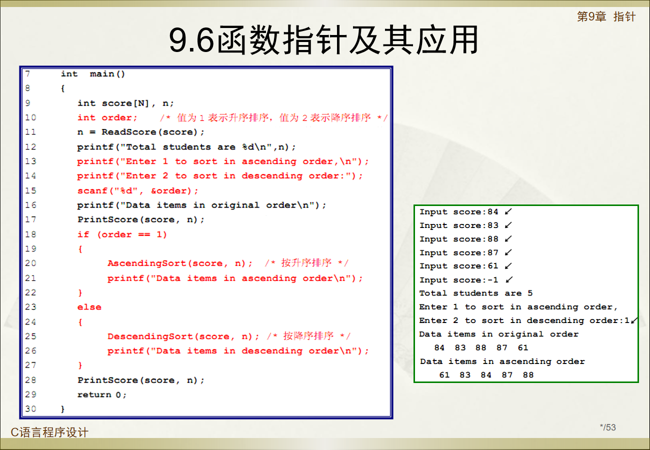 第9章 指针
9.6函数指针及其应用
7 int main()
8 {
9 int score[N], n;
10 int order; /* 值为1表示升序排序，值为2表示降序排序 */
11 n = ReadScore(score);
12 printf("Total students are %d\n",n);
13 printf("Enter 1 to sort in ascending order,\n");
14 printf("Enter 2 to sort in descending order:");
15 scanf("%d", &order);
16 printf("Data items in original order\n");
17 PrintScore(score, n);
18 if (order == 1)
19 {
20 AscendingSort(score, n); /* 按升序排序 */
21 printf("Data items in ascending order\n");
22 }
23 else
24 {
25 DescendingSort(score, n); /* 按降序排序 */
26 printf("Data items in descending order\n");
27 }
28 PrintScore(score, n);
29 return 0;
30 }
Input score:84 ↙
Input score:83 ↙
Input score:88 ↙
Input score:87 ↙
Input score:61 ↙
Input score:-1 ↙
Total students are 5
Enter 1 to sort in ascending order,
Enter 2 to sort in descending order:1↙
Data items in original order
84 83 88 87 61
Data items in ascending order
61 83 84 87 88
C语言程序设计
*/53